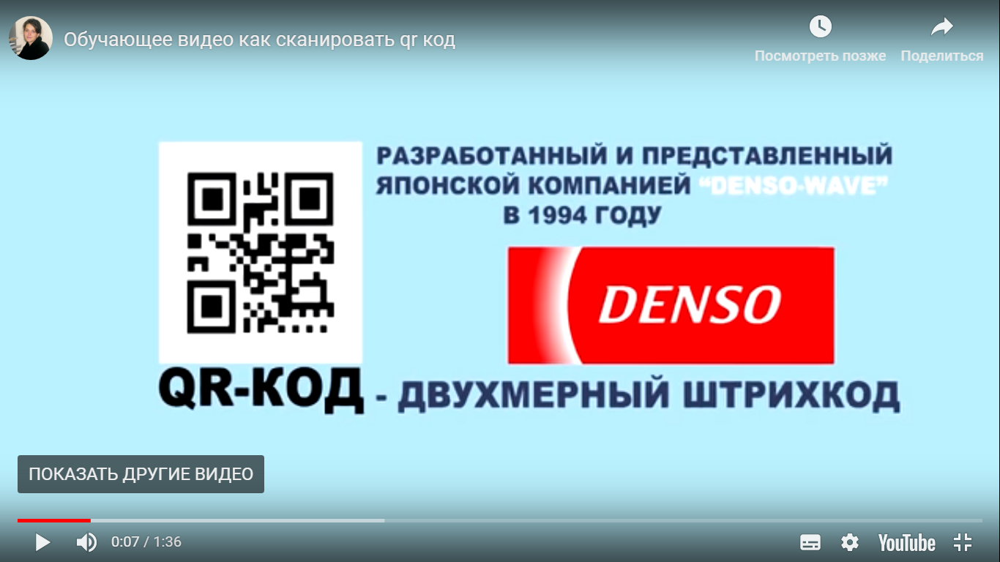 Обучающее видео как сканировать qr код
Посмотреть позже
Поделиться
РАЗРАБОТАННЫЙ И ПРЕДСТАВЛЕННЫЙ
ЯПОНСКОЙ КОМПАНИЕЙ “DENSO-WAVE”
В 1994 ГОДУ
DENSO
QR-КОД - ДВУХМЕРНЫЙ ШТРИХКОД
ПОКАЗАТЬ ДРУГИЕ ВИДЕО
0:07 / 1:36
YouTube